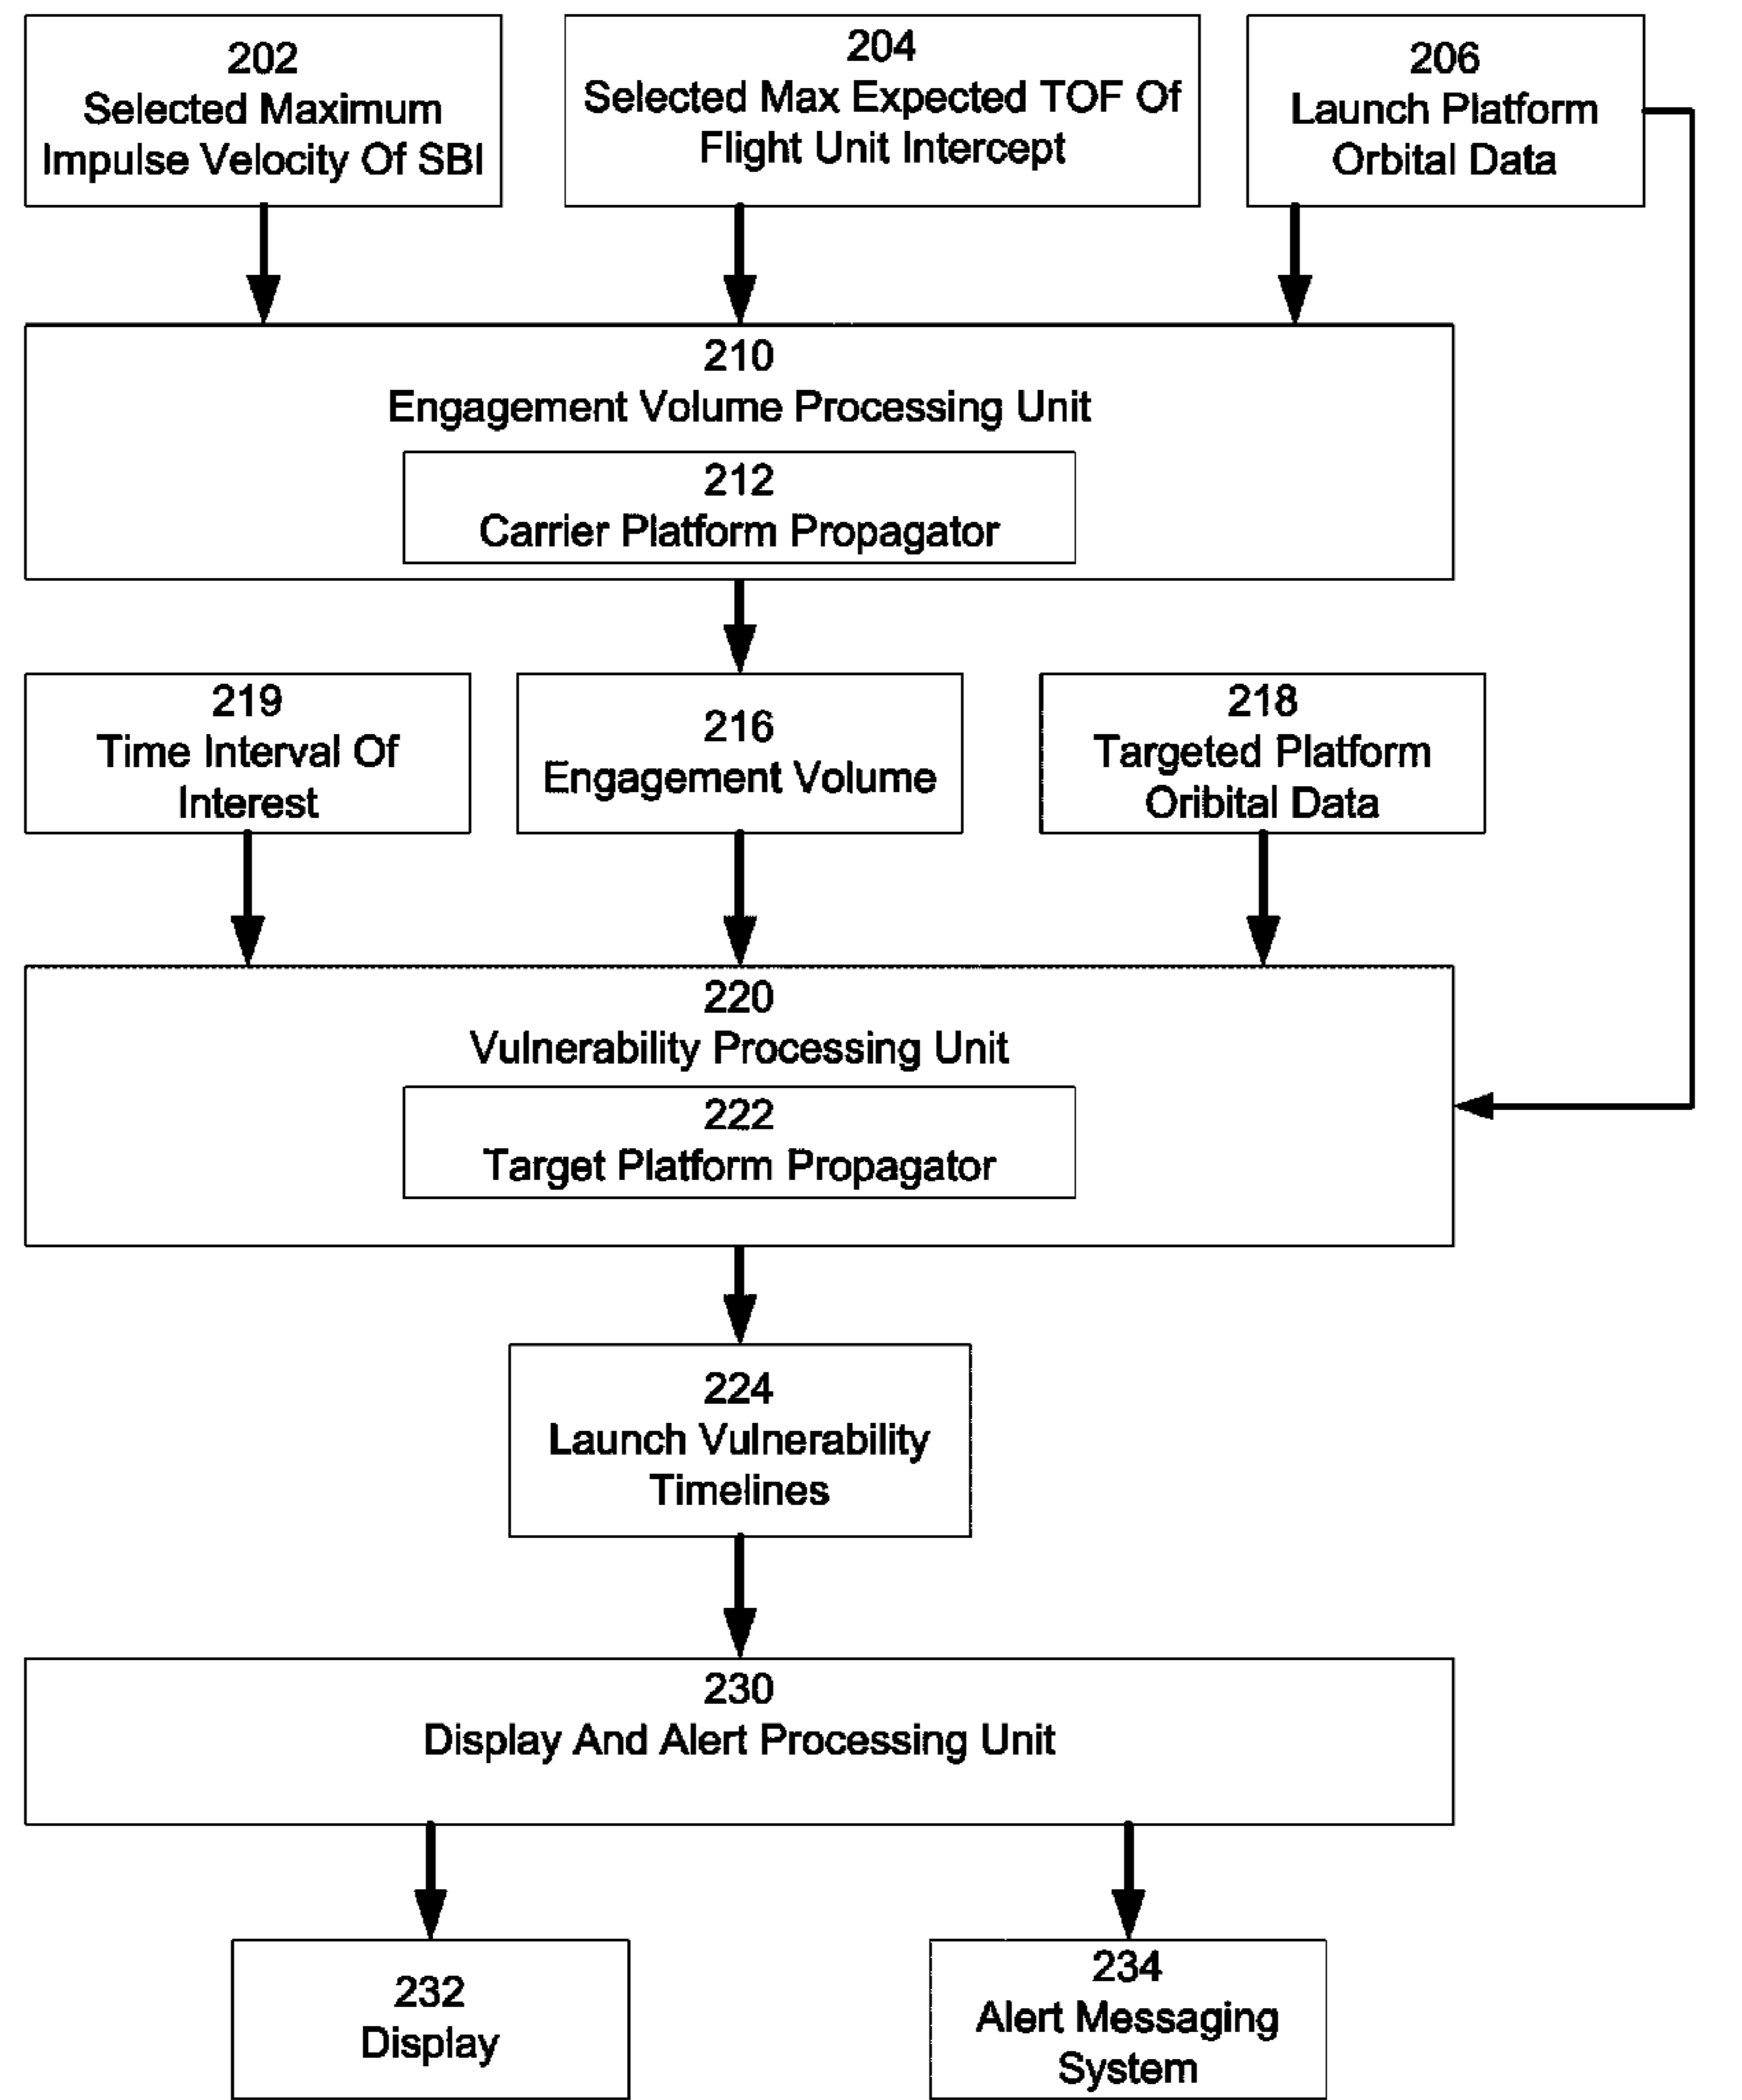 202
Selected Maximum
Impulse Velocity Of SBI
204
Selected Max Expected TOF Of
Flight Unit Intercept
206
Launch Platform
Orbital Data
210
Engagement Volume Processing Unit
212
Carrier Platform Propagator
219
Time Interval Of
Interest
216
Engagement Volume
218
Targeted Platform
Oribital Data
220
Vulnerability Processing Unit
222
Target Platform Propagator
224
Launch Vulnerability
Timelines
230
Display And Alert Processing Unit
232
Display
234
Alert Messaging
System